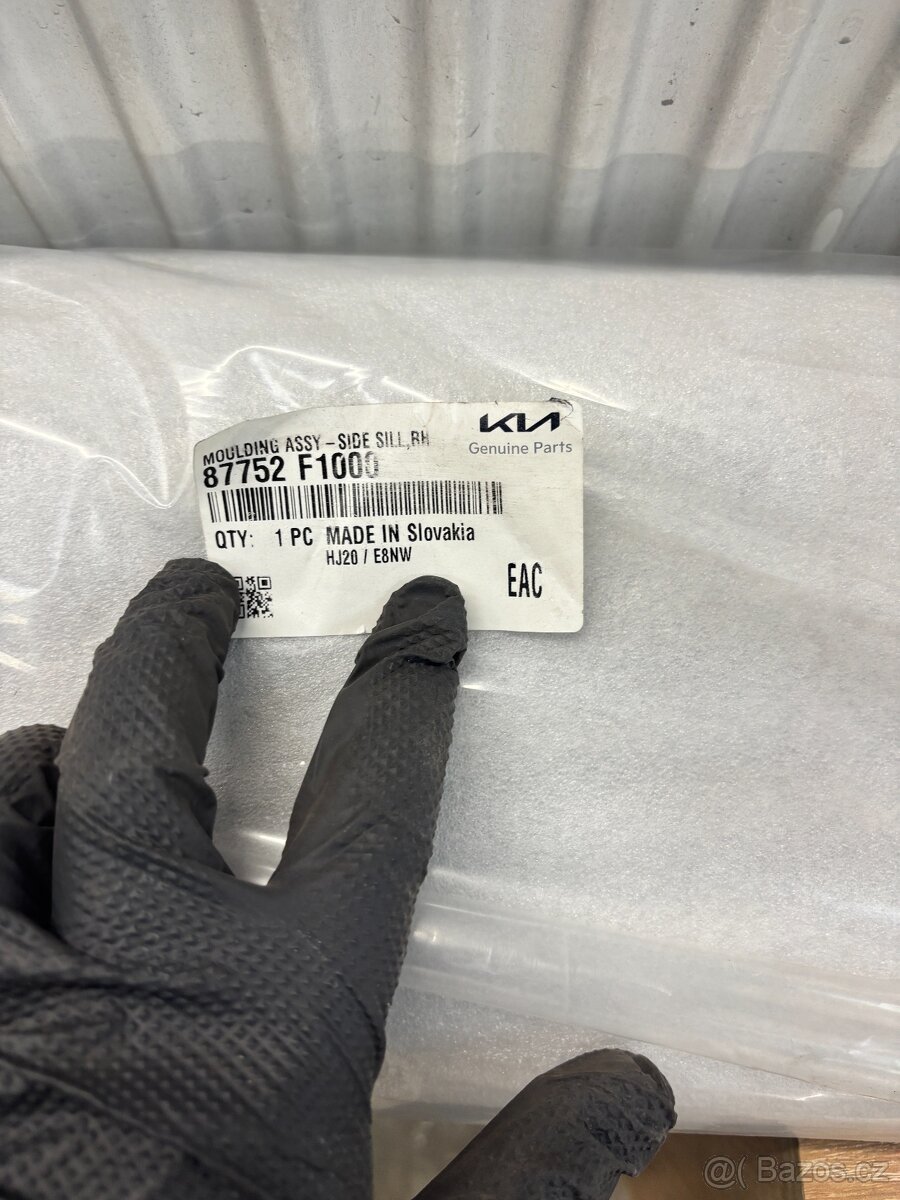 MOULDING ASSY-SIDE SILL,RH
KIA
Genuine Parts
87752 F1000
QTY: 1 PC MADE IN Slovakia
HJ20 / E8NW
EAC
@( Bazos.cz